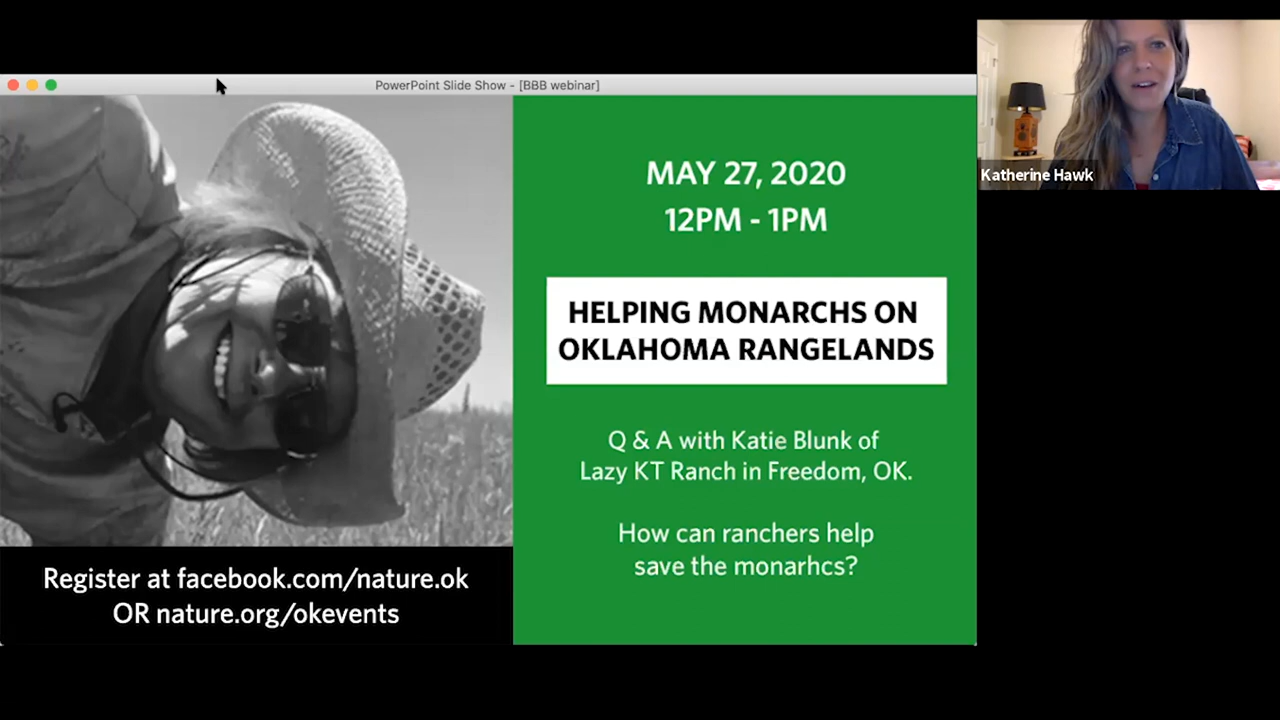 PowerPoint Slide Show - [BBB webinar]
Katherine Hawk
MAY 27, 2020
12PM - 1PM
HELPING MONARCHS ON
OKLAHOMA RANGELANDS
Q & A with Katie Blunk of
Lazy KT Ranch in Freedom, OK.
How can ranchers help
save the monarhcs?
Register at facebook.com/nature.ok
OR nature.org/okevents